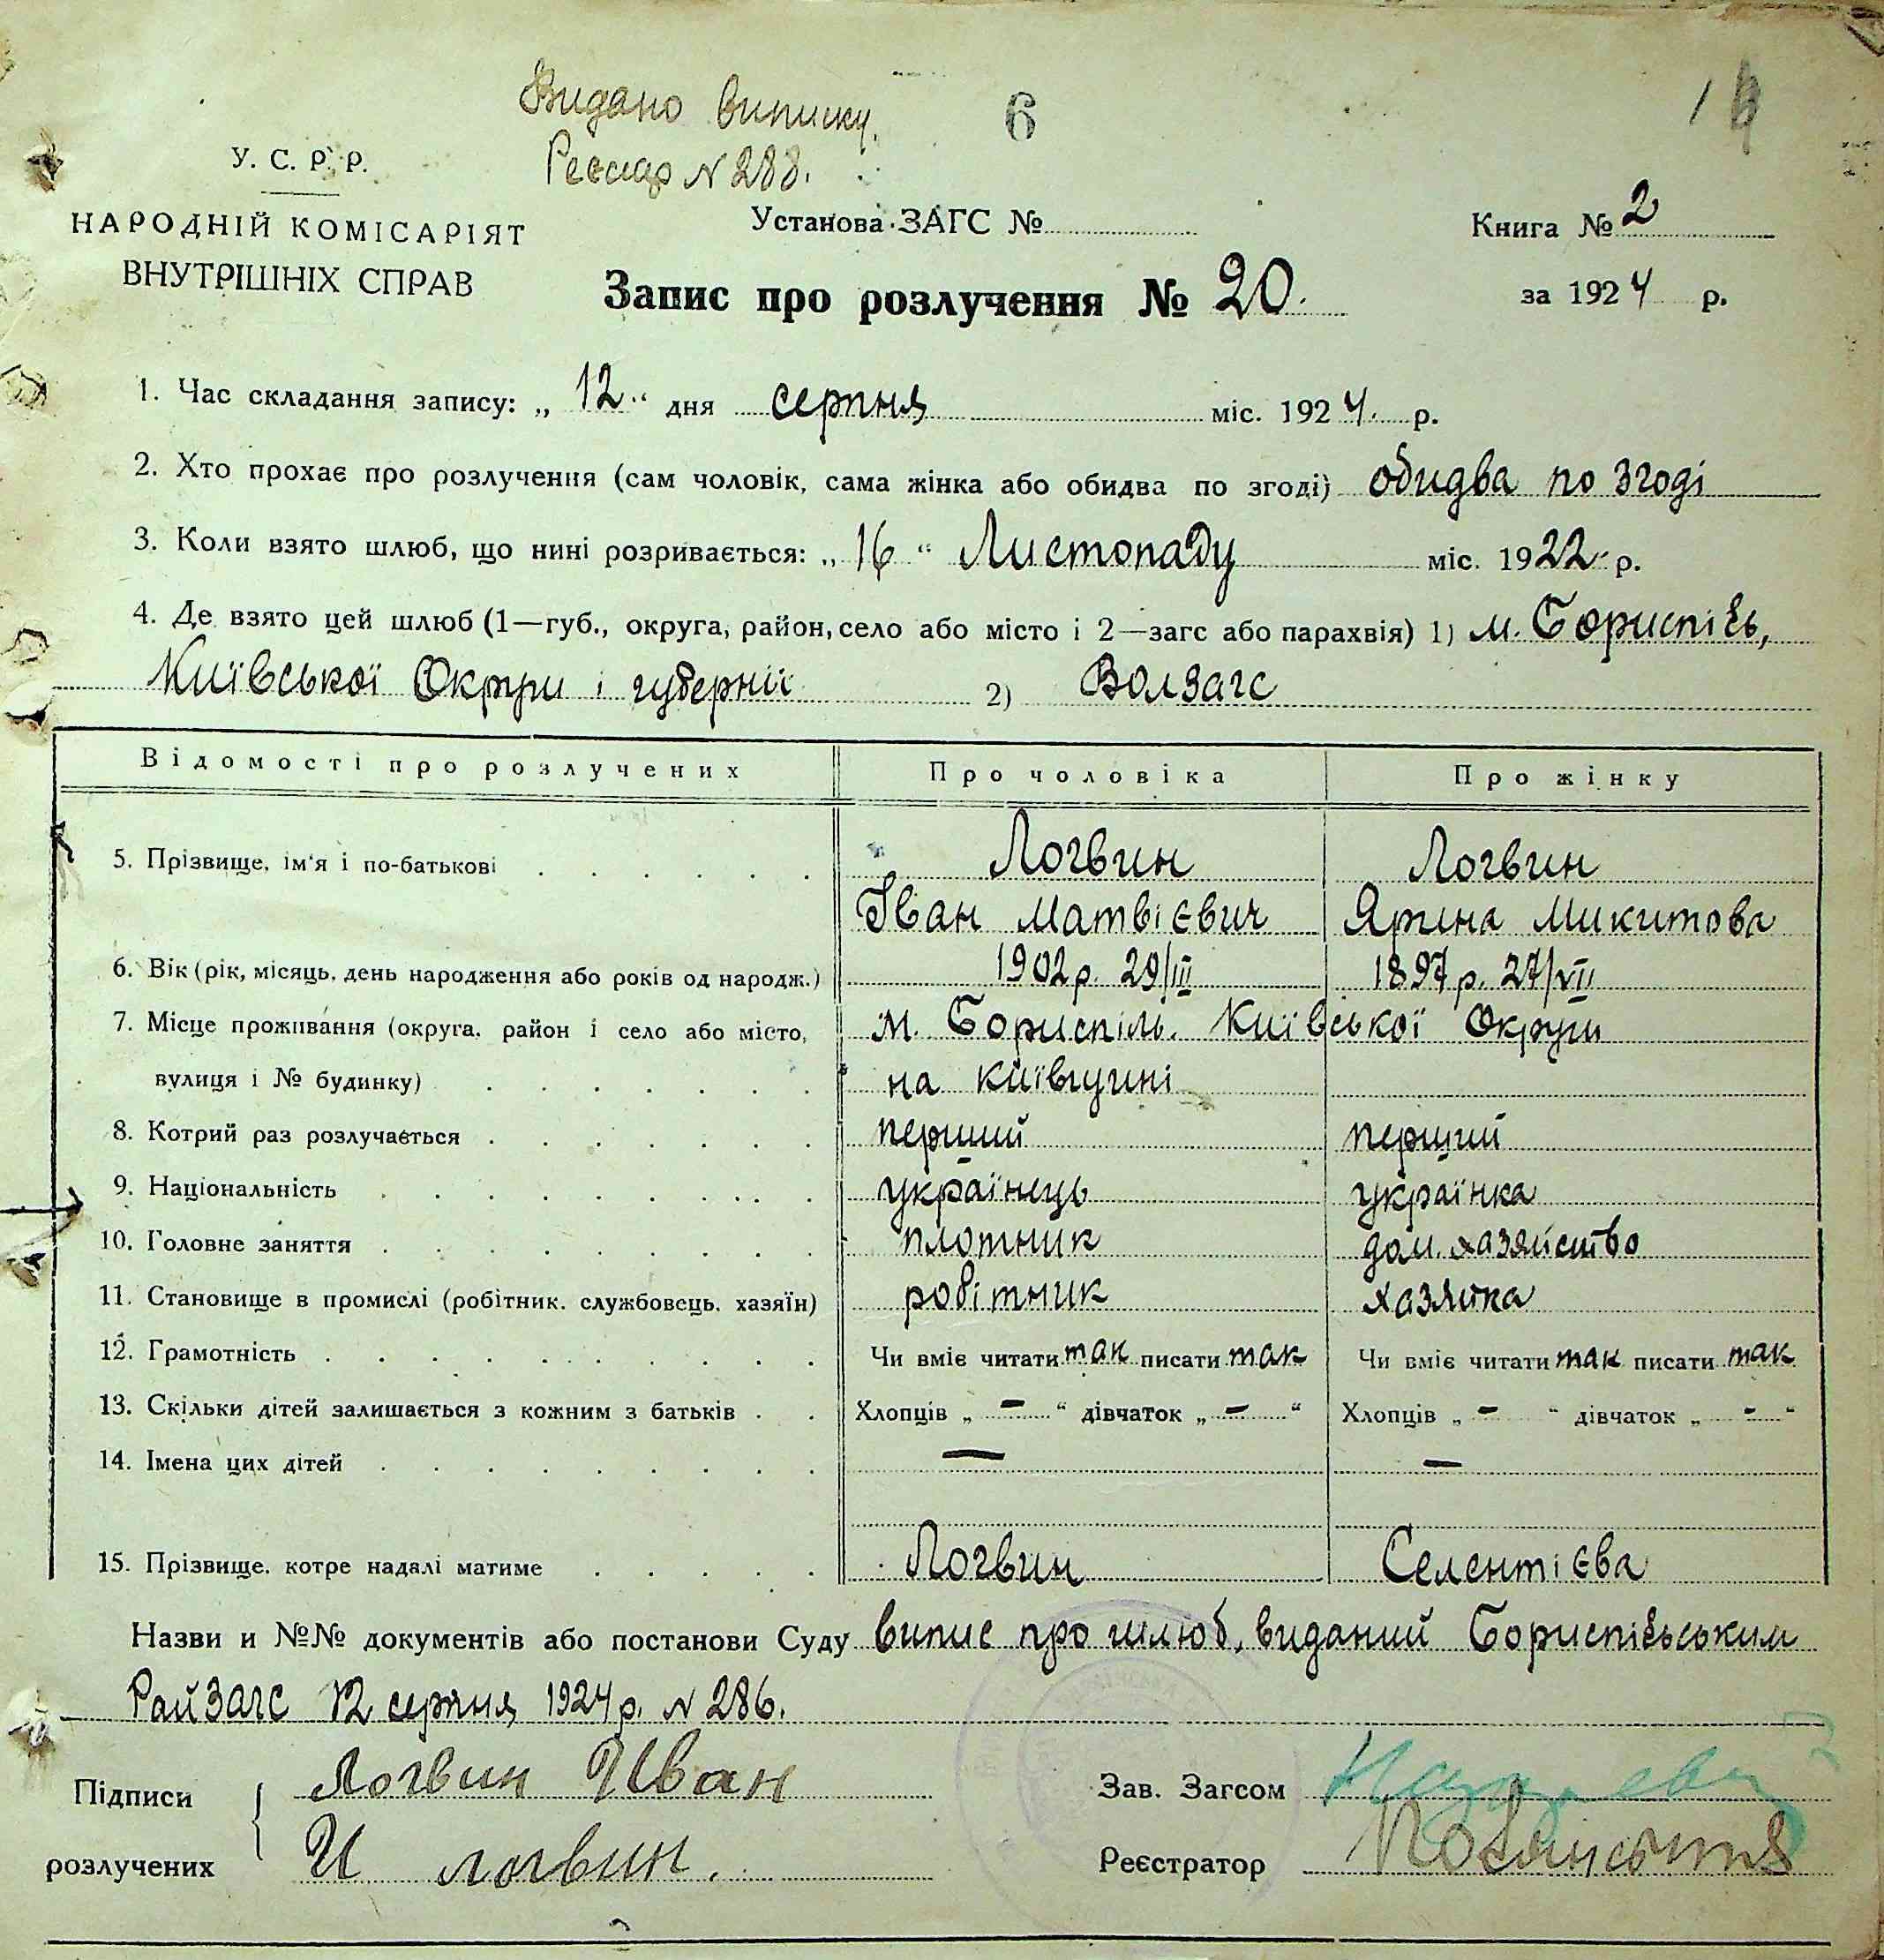 Видано виписку.
6
Реєстр N 288.
У. С. Р. Р.
НАРОДНІЙ КОМІСАРІЯТ
ВНУТРІШНІХ СПРАВ
Установа ЗАГС №
Книга № 2
Запис про розлучення № 20.
за 1924 р.
1. Час складання запису: „ 12 “ дня серпня міс. 1924. р.
2. Хто прохає про розлучення (сам чоловік, сама жінка або обидва по згоді) обидва по згоді
3. Коли взято шлюб, що нині розривається: „ 16 “ Листопаду міс. 1922 р.
4. Де взято цей шлюб (1—губ., округа, район, село або місто і 2—загс або парахвія) 1) м. Бориспіль,
Київської Округи і губернії 2) Волзагс
Відомості про розлучених Про чоловіка Про жінку
5. Прізвище, ім'я і по-батькові Логвин Логвин
Іван Матвієвич Ярина Микитова
6. Вік (рік, місяць, день народження або років од народж.) 1902 р. 29/III 1897 р. 27/VII
7. Місце проживання (округа, район і село або місто, м. Бориспіль, Київської Округи
вулиця і № будинку) на Київщині
8. Котрий раз розлучається перший перший
9. Національність українець українка
10. Головне заняття плотник дом. хазяйство
11. Становище в промислі (робітник, службовець, хазяїн) робітник хазяйка
12. Грамотність Чи вміє читати так писати так Чи вміє читати так писати так
13. Скільки дітей залишається з кожним з батьків Хлопців „ – “ дівчаток „ – “ Хлопців „ – “ дівчаток „ – “
14. Імена цих дітей — —
15. Прізвище, котре надалі матиме Логвин Селентієва
Назви и №№ документів або постанови Суду випис про шлюб, виданий Бориспільським
РайЗагс 12 серпня 1924 р. N 286.
Підписи Логвин Иван Зав. Загсом
розлучених И логвин. Реєстратор